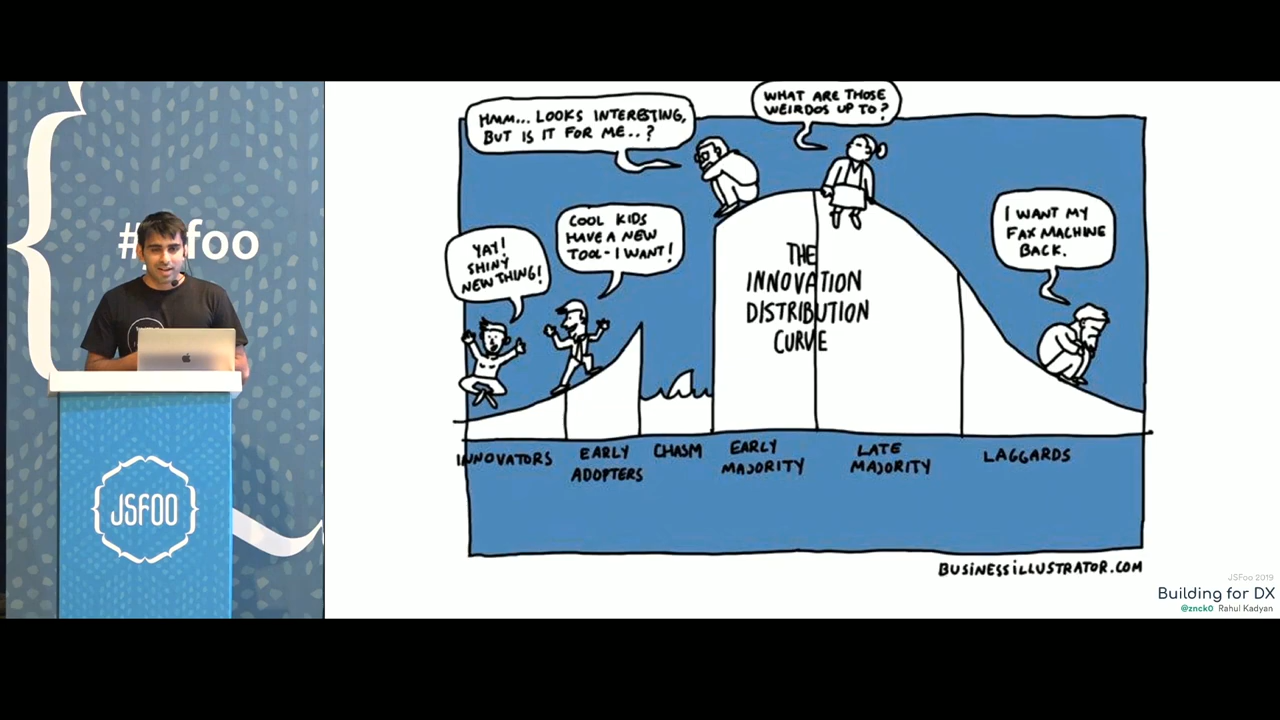 #foo
JSFOO
HMM... LOOKS INTERESTING,
BUT IS IT FOR ME..?
WHAT ARE THOSE
WEIRDOS UP TO?
YAY!
SHINY
NEW THING!
COOL KIDS
HAVE A NEW
TOOL - I WANT!
I WANT MY
FAX MACHINE
BACK.
THE
INNOVATION
DISTRIBUTION
CURVE
INNOVATORS
EARLY
ADOPTERS
CHASM
EARLY
MAJORITY
LATE
MAJORITY
LAGGARDS
BUSINESSILLUSTRATOR.COM
JSFoo 2019
Building for DX
@znck0 Rahul Kadyan